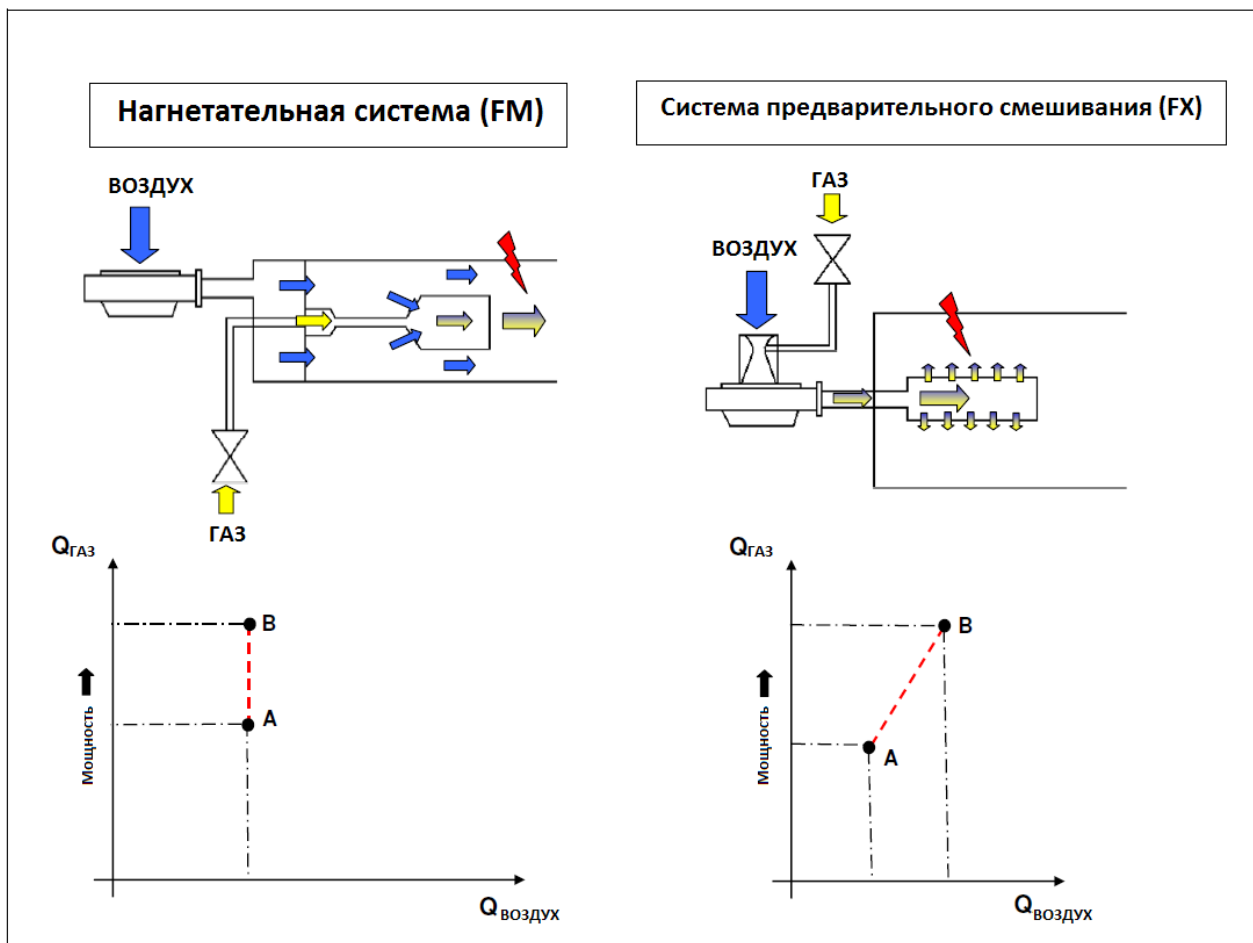 Нагнетательная система (FM)
ВОЗДУХ
ГАЗ
QГАЗ
B
A
Мощность
QВОЗДУХ
Система предварительного смешивания (FX)
ГАЗ
ВОЗДУХ
QГАЗ
B
A
Мощность
QВОЗДУХ